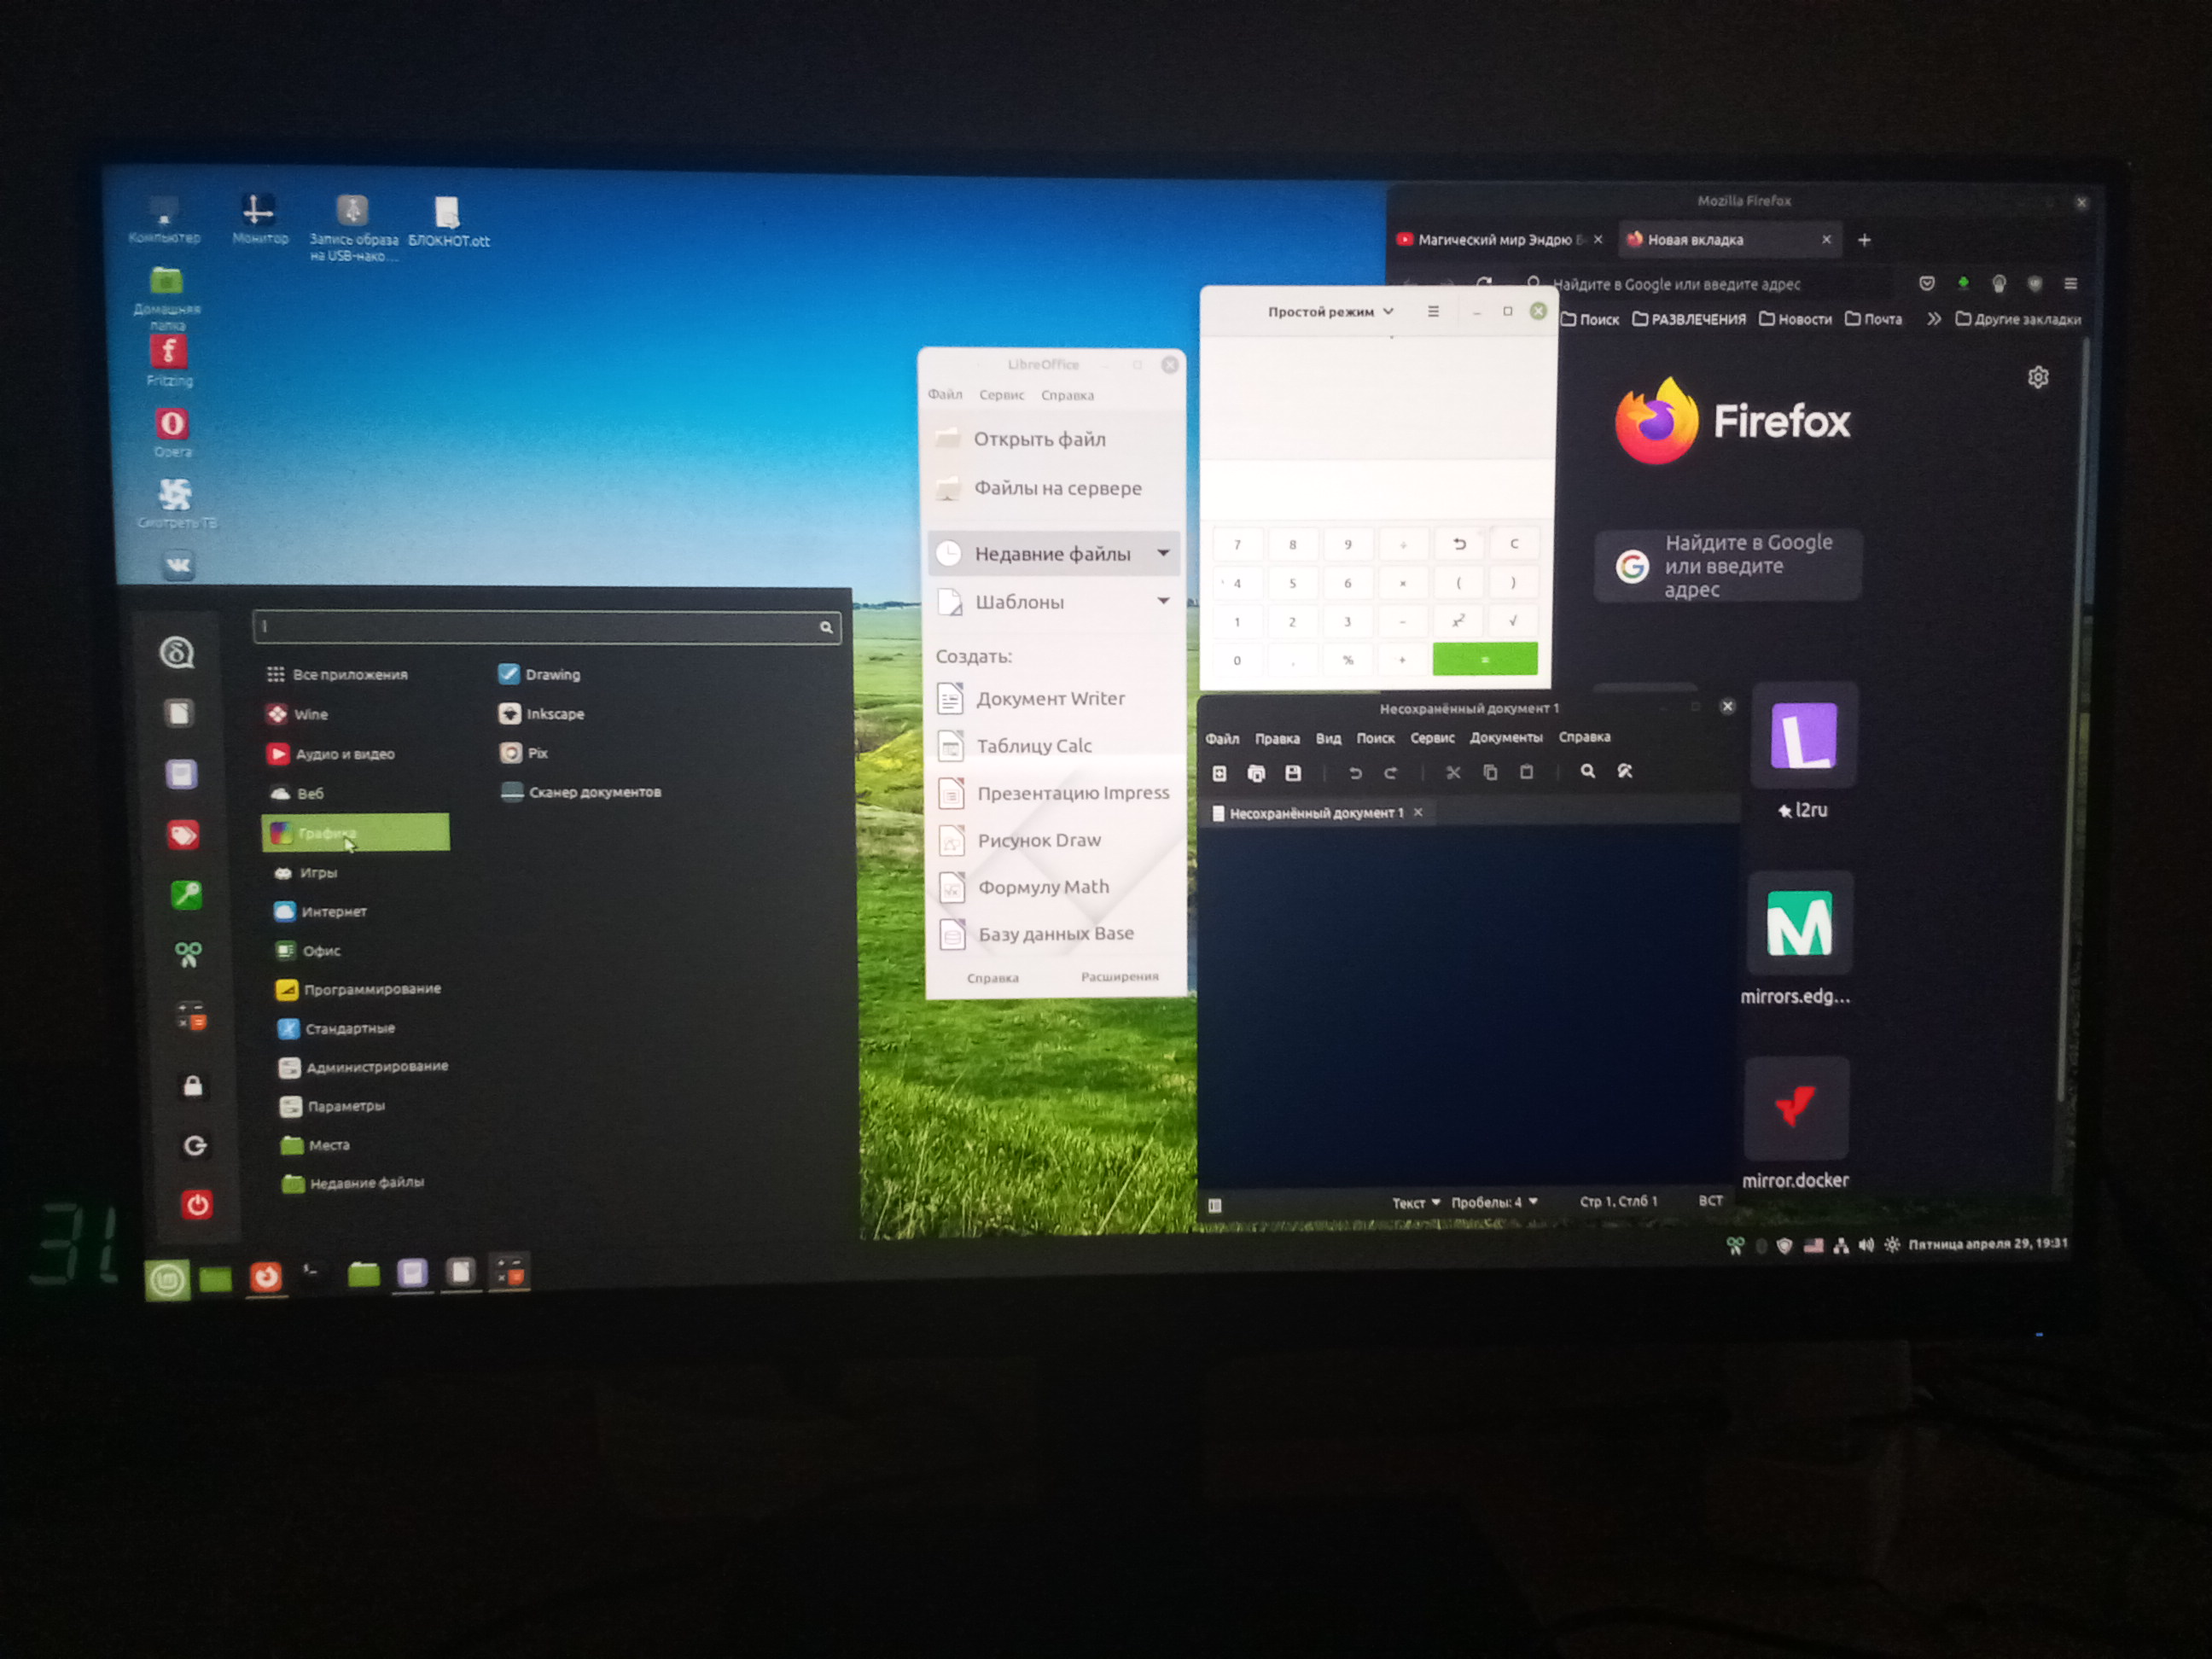 Компьютер
Монитор
Запись образа
на USB-нако...
БЛОКНОТ.ott
Домашняя
папка
Fritzing
Opera
Смотреть ТВ
Все приложения
Wine
Аудио и видео
Веб
Графика
Игры
Интернет
Офис
Программирование
Стандартные
Администрирование
Параметры
Места
Недавние файлы
Drawing
Inkscape
Pix
Сканер документов
LibreOffice
Файл Сервис Справка
Открыть файл
Файлы на сервере
Недавние файлы
Шаблоны
Создать:
Документ Writer
Таблицу Calc
Презентацию Impress
Рисунок Draw
Формулу Math
Базу данных Base
Справка Расширения
Простой режим
7 8 9 ÷ C
4 5 6 × ( )
1 2 3 − x² √
0 , % + =
Mozilla Firefox
Магический мир Эндрю
Новая вкладка
Найдите в Google или введите адрес
Поиск РАЗВЛЕЧЕНИЯ Новости Почта Другие закладки
Firefox
Найдите в Google
или введите
адрес
l2ru
mirrors.edg...
mirror.docker
Несохранённый документ 1
Файл Правка Вид Поиск Сервис Документы Справка
Несохранённый документ 1
Текст Пробелы: 4 Стр 1, Стлб 1 ВСТ
Пятница апреля 29, 19:31
31